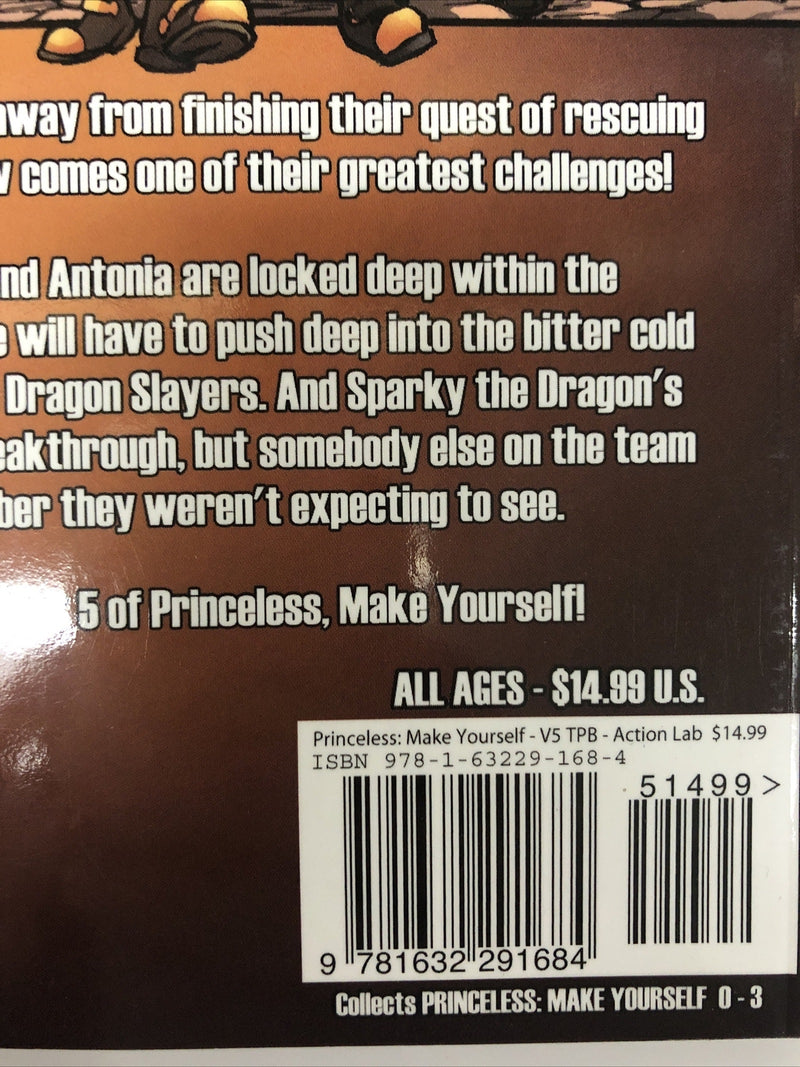 way from finishing their quest of rescuing
comes one of their greatest challenges!
nd Antonia are locked deep within the
will have to push deep into the bitter cold
Dragon Slayers. And Sparky the Dragon's
eakthrough, but somebody else on the team
ber they weren't expecting to see.
5 of Princeless, Make Yourself!
ALL AGES - $14.99 U.S.
Princeless: Make Yourself - V5 TPB - Action Lab $14.99
ISBN 978-1-63229-168-4
51499>
9 781632 291684
Collects PRINCELESS: MAKE YOURSELF 0 - 3